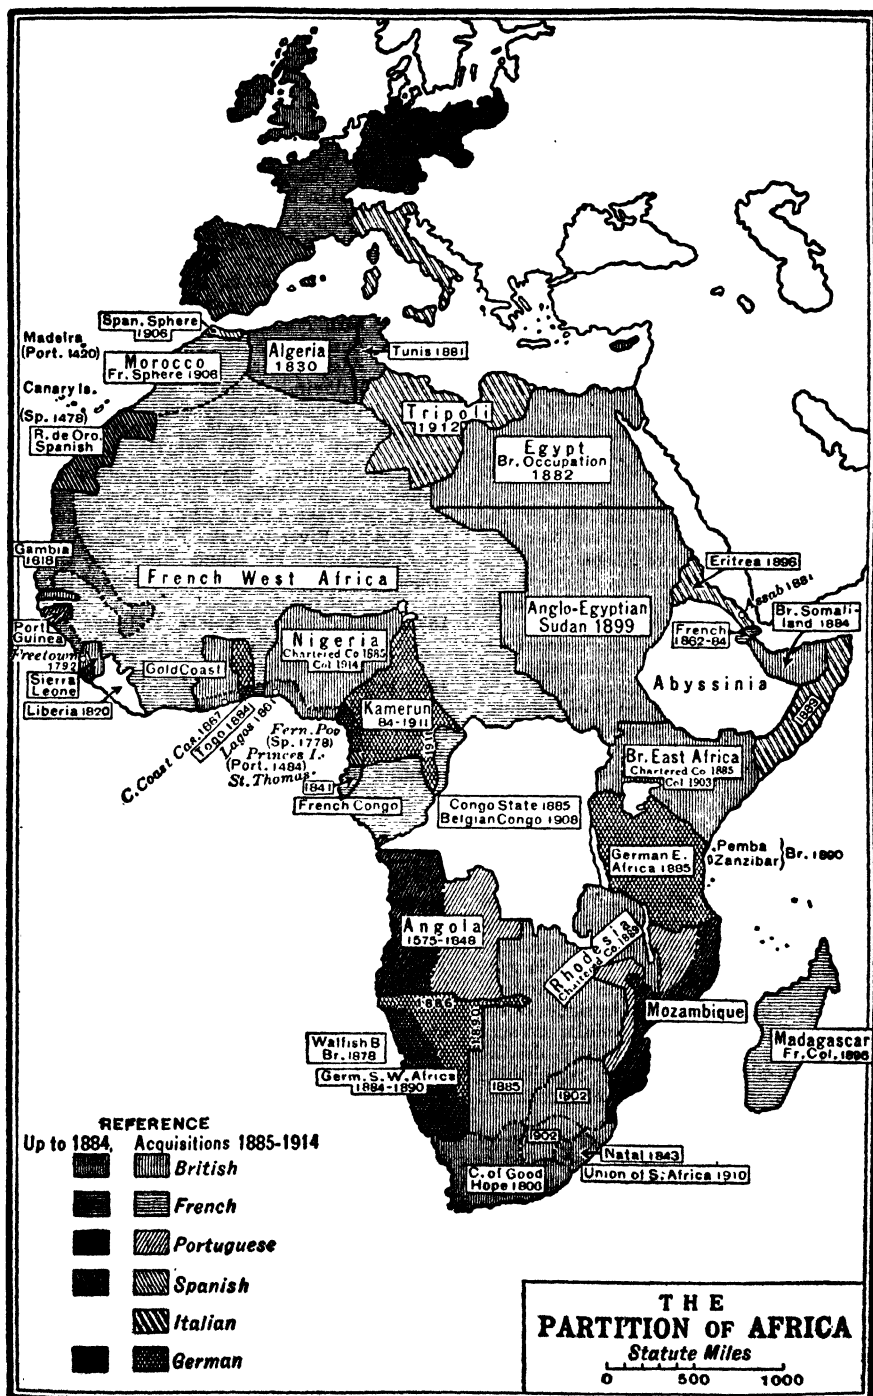 Span. Sphere
1906
Madeira
(Port. 1420)
Morocco
Fr. Sphere 1906
Algeria
1830
Tunis 1881
Canary Is.
(Sp. 1478)
R. de Oro.
Spanish
Tripoli
1912
Egypt
Br. Occupation
1882
Gambia
1618
French West Africa
Anglo-Egyptian
Sudan 1899
Eritrea 1896
Assab 1881
French
1862-84
Br. Somali-
land 1884
Abyssinia
1889
Port.
Guinea
Freetown
1792
Sierra
Leone
Liberia 1820
Gold Coast
Nigeria
Chartered Co 1885
Col 1914
C. Coast Cas. 1667
Togo 1884
Lagos 1861
Kamerun
84-1911
1911
Fern. Poo
(Sp. 1778)
Princes I.
(Port. 1484)
St. Thomas
1841
French Congo
Congo State 1885
Belgian Congo 1908
Br. East Africa
Chartered Co 1885
Col 1903
German E.
Africa 1885
Pemba
Zanzibar
Br. 1890
Angola
1575-1848
Rhodesia
Chartered Co. 1889
1886
1890
Mozambique
Madagascar
Fr. Col. 1896
Walfish B
Br. 1878
Germ. S. W. Africa
1884-1890
1885
1902
1902
Natal 1843
Union of S. Africa 1910
C. of Good
Hope 1806
REFERENCE
Up to 1884, Acquisitions 1885-1914
British
French
Portuguese
Spanish
Italian
German
THE
PARTITION OF AFRICA
Statute Miles
0 500 1000